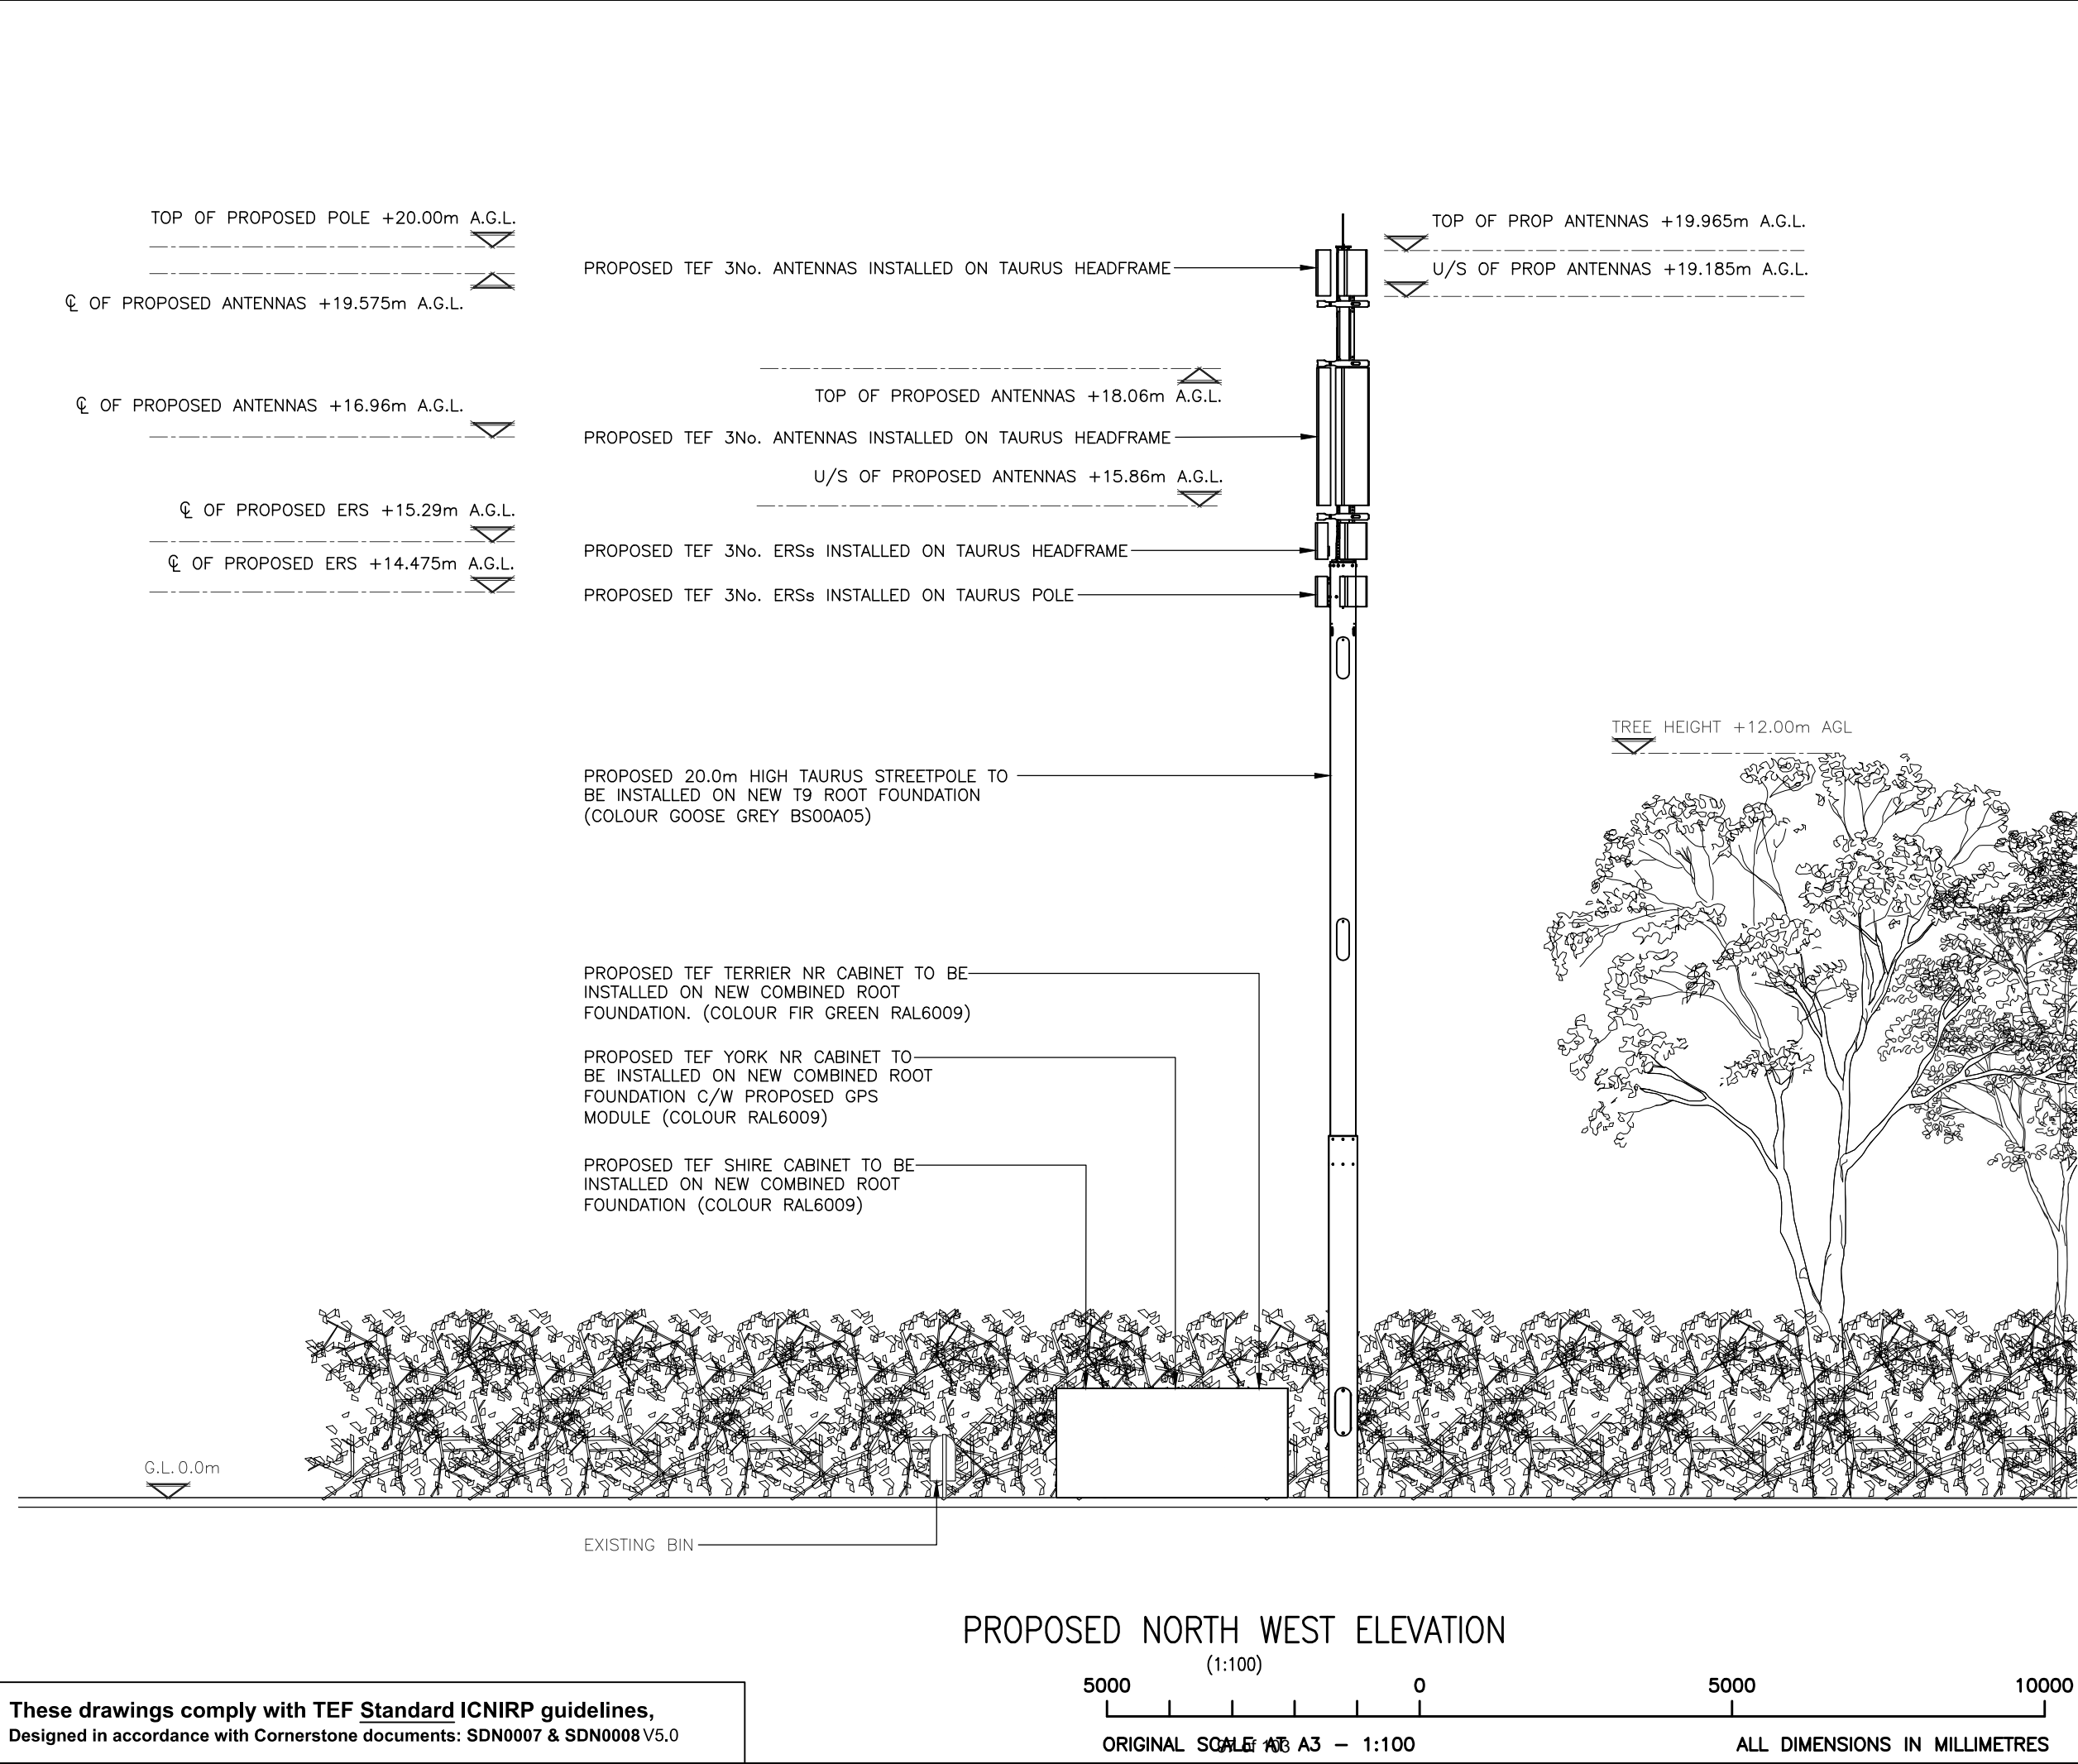 TOP OF PROPOSED POLE +20.00m A.G.L.
℄ OF PROPOSED ANTENNAS +19.575m A.G.L.
℄ OF PROPOSED ANTENNAS +16.96m A.G.L.
℄ OF PROPOSED ERS +15.29m A.G.L.
℄ OF PROPOSED ERS +14.475m A.G.L.
PROPOSED TEF 3No. ANTENNAS INSTALLED ON TAURUS HEADFRAME
TOP OF PROPOSED ANTENNAS +18.06m A.G.L.
PROPOSED TEF 3No. ANTENNAS INSTALLED ON TAURUS HEADFRAME
U/S OF PROPOSED ANTENNAS +15.86m A.G.L.
PROPOSED TEF 3No. ERSs INSTALLED ON TAURUS HEADFRAME
PROPOSED TEF 3No. ERSs INSTALLED ON TAURUS POLE
TOP OF PROP ANTENNAS +19.965m A.G.L.
U/S OF PROP ANTENNAS +19.185m A.G.L.
TREE HEIGHT +12.00m AGL
PROPOSED 20.0m HIGH TAURUS STREETPOLE TO
BE INSTALLED ON NEW T9 ROOT FOUNDATION
(COLOUR GOOSE GREY BS00A05)
PROPOSED TEF TERRIER NR CABINET TO BE
INSTALLED ON NEW COMBINED ROOT
FOUNDATION. (COLOUR FIR GREEN RAL6009)
PROPOSED TEF YORK NR CABINET TO
BE INSTALLED ON NEW COMBINED ROOT
FOUNDATION C/W PROPOSED GPS
MODULE (COLOUR RAL6009)
PROPOSED TEF SHIRE CABINET TO BE
INSTALLED ON NEW COMBINED ROOT
FOUNDATION (COLOUR RAL6009)
G.L. 0.0m
EXISTING BIN
PROPOSED NORTH WEST ELEVATION
(1:100)
5000 0 5000 10000
ORIGINAL SCALE AT A3 - 1:100
of 103
ALL DIMENSIONS IN MILLIMETRES
These drawings comply with TEF Standard ICNIRP guidelines,
Designed in accordance with Cornerstone documents: SDN0007 & SDN0008 V5.0